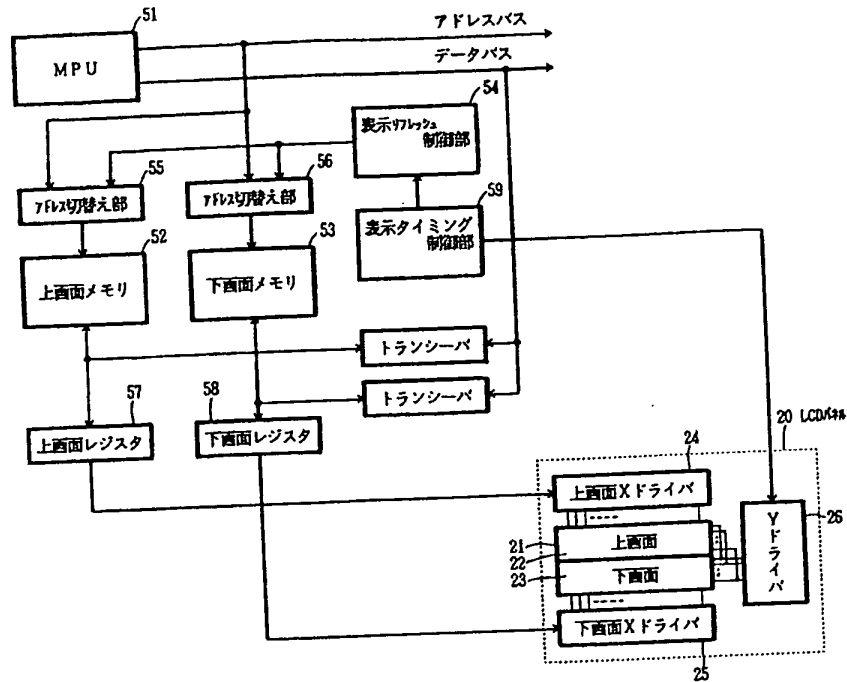 51
MPU
アドレスバス
データバス
54
表示リフレッシュ
制御部
55
アドレス切替え部
56
アドレス切替え部
59
表示タイミング
制御部
52
上画面メモリ
53
下画面メモリ
トランシーバ
トランシーバ
57
上画面レジスタ
58
下画面レジスタ
20 LCDパネル
24
上画面Xドライバ
21
22
上画面
23
下画面
26
Yドライバ
下画面Xドライバ
25